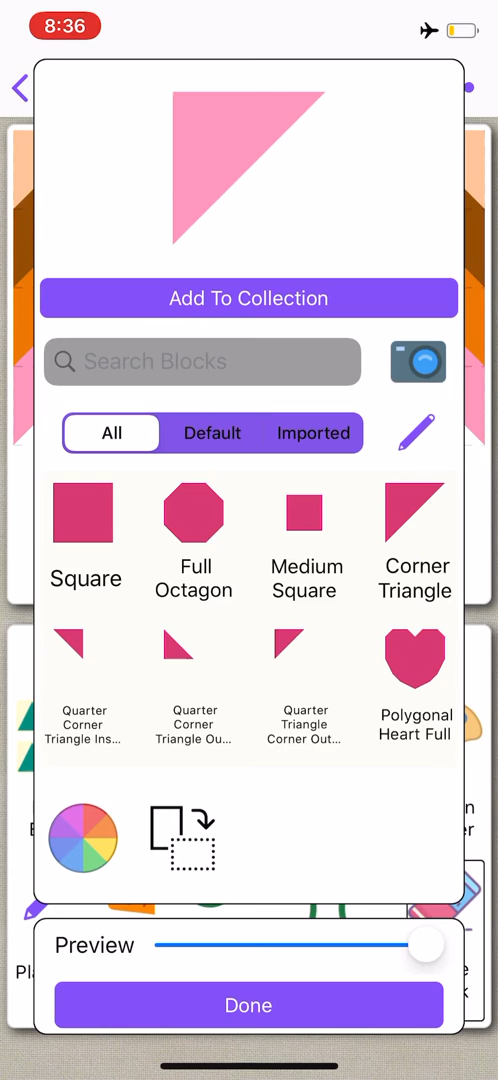 8:36
Add To Collection
Search Blocks
All
Default
Imported
Square
Full
Octagon
Medium
Square
Corner
Triangle
Quarter
Corner
Triangle Ins...
Quarter
Corner
Triangle Ou...
Quarter
Triangle
Corner Out...
Polygonal
Heart Full
Preview
Done